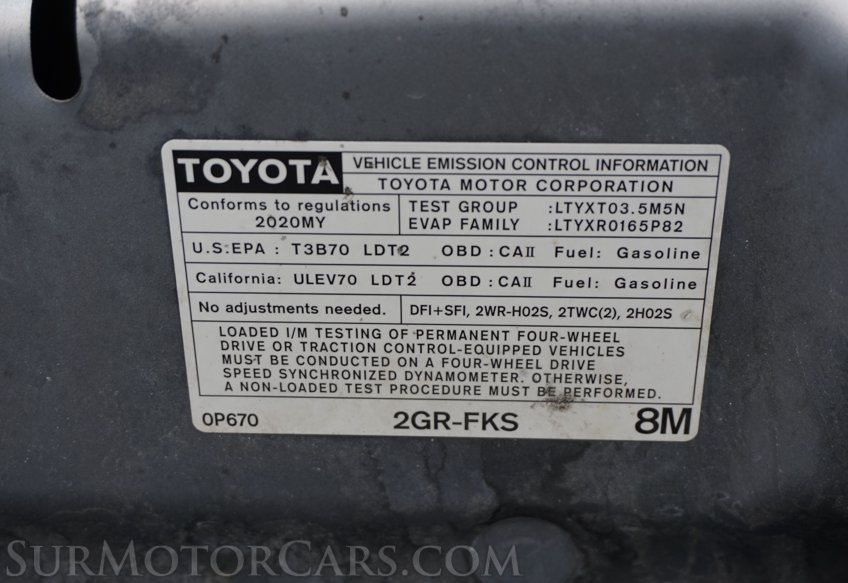 TOYOTA
VEHICLE EMISSION CONTROL INFORMATION
TOYOTA MOTOR CORPORATION
Conforms to regulations
2020MY
TEST GROUP :LTYXT03.5M5N
EVAP FAMILY :LTYXR0165P82
U.S.EPA : T3B70 LDT2 OBD : CAII Fuel: Gasoline
California: ULEV70 LDT2 OBD : CAII Fuel: Gasoline
No adjustments needed.
DFI+SFI, 2WR-HO2S, 2TWC(2), 2HO2S
LOADED I/M TESTING OF PERMANENT FOUR-WHEEL
DRIVE OR TRACTION CONTROL-EQUIPPED VEHICLES
MUST BE CONDUCTED ON A FOUR-WHEEL DRIVE
SPEED SYNCHRONIZED DYNAMOMETER. OTHERWISE,
A NON-LOADED TEST PROCEDURE MUST BE PERFORMED.
0P670 2GR-FKS 8M
SURMOTORCARS.COM